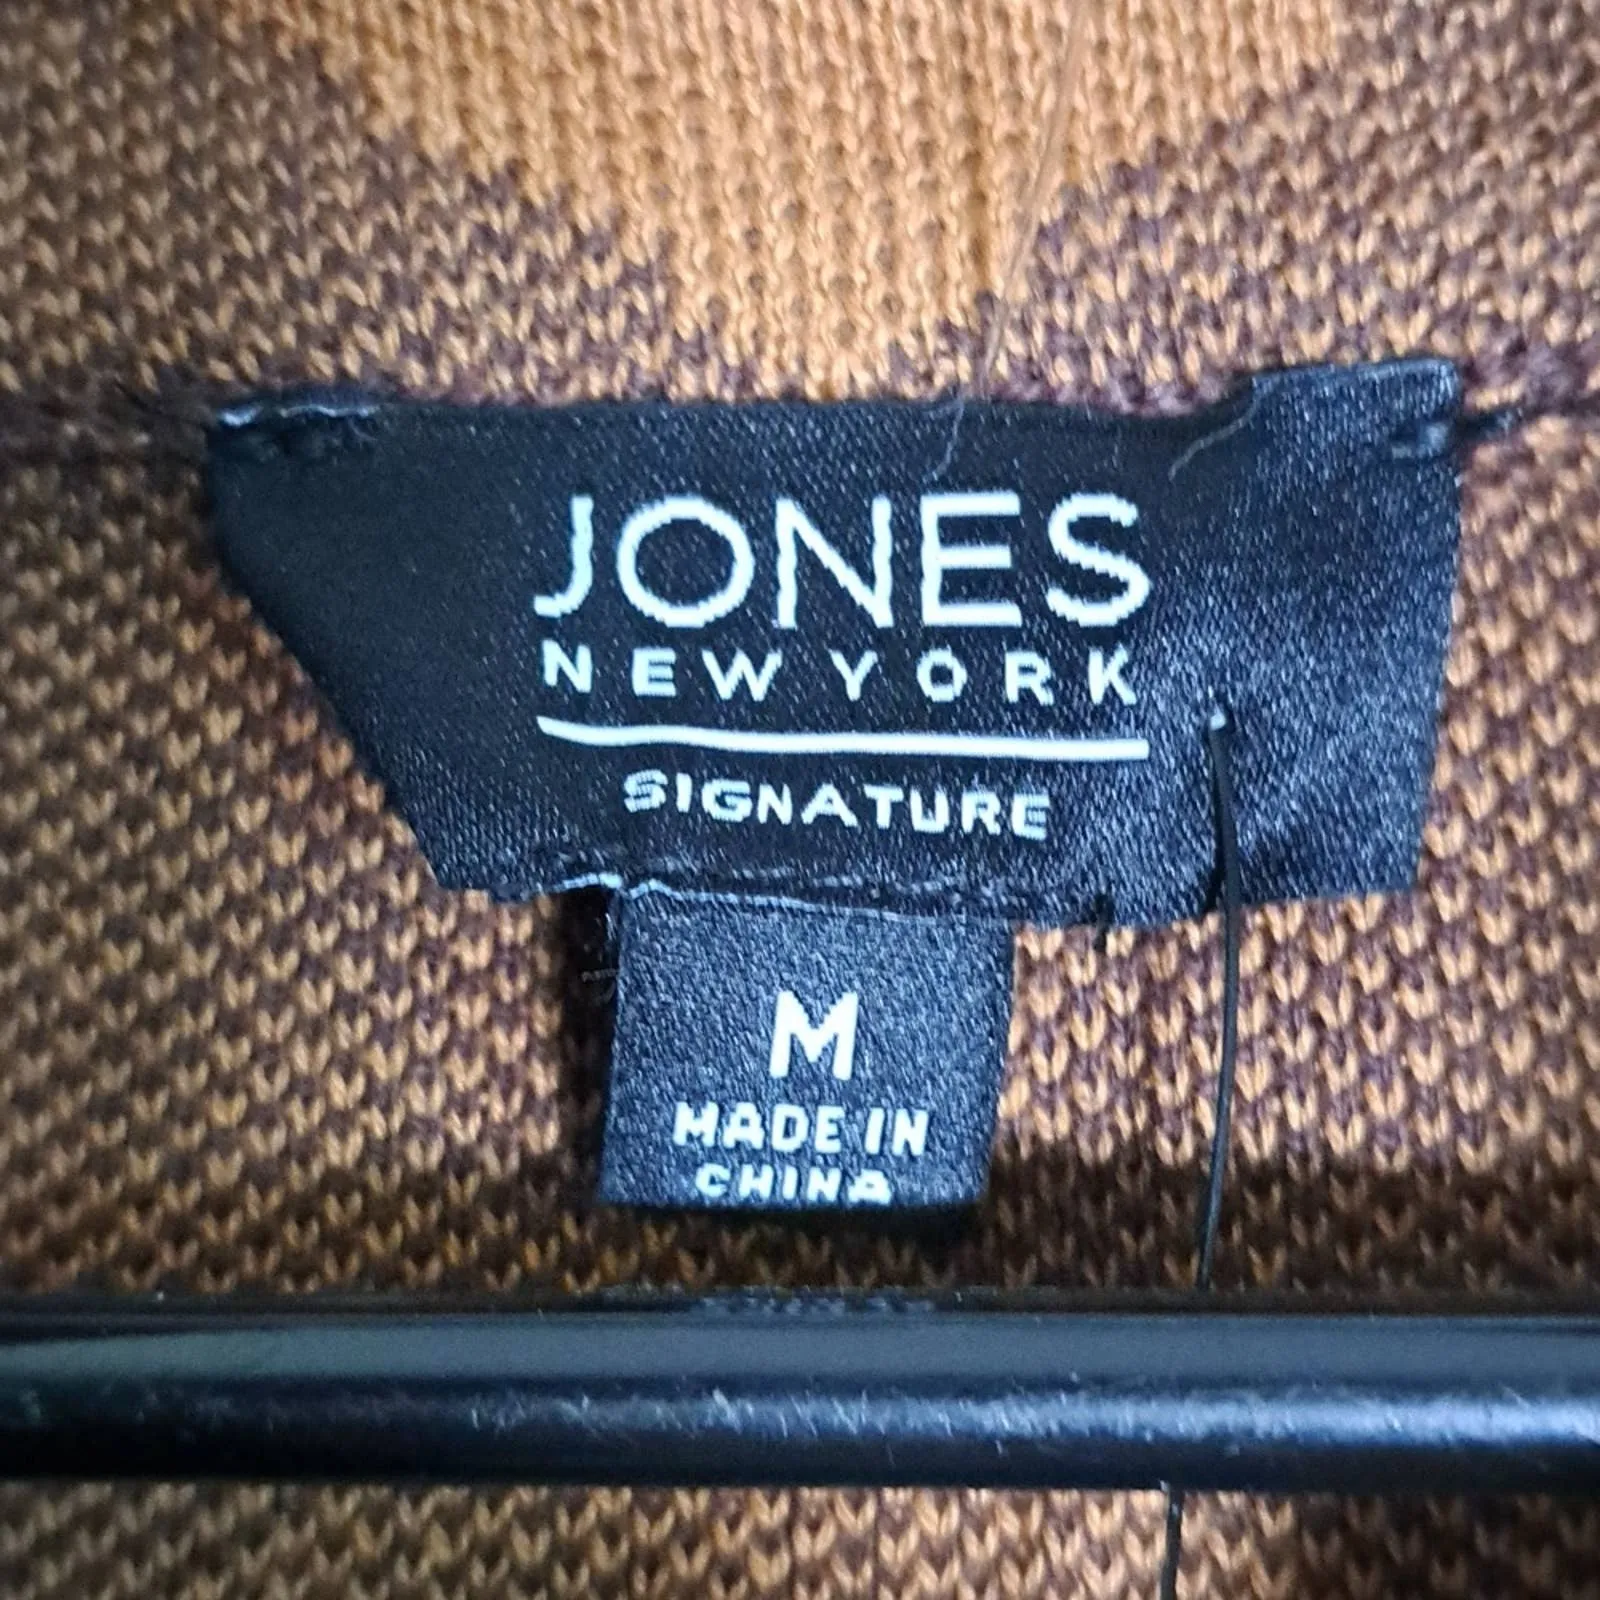 JONES
NEW YORK
SIGNATURE
M
MADE IN
CHINA